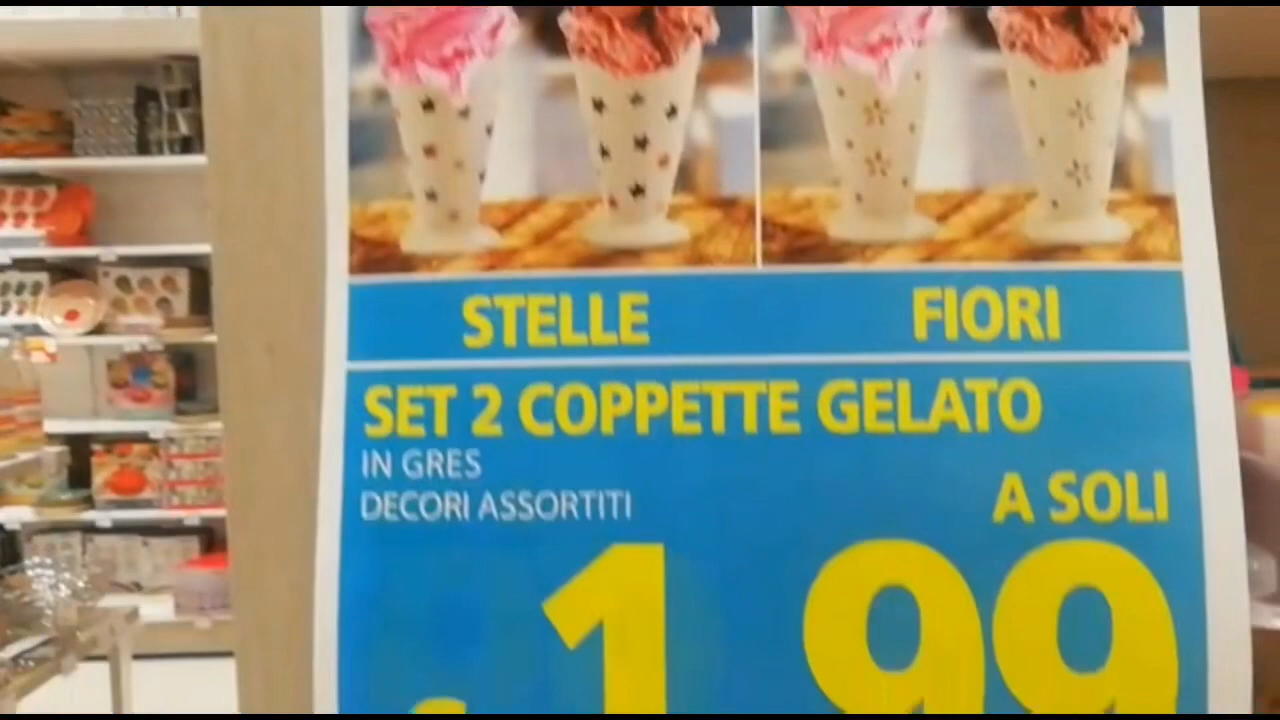 STELLE FIORI
SET 2 COPPETTE GELATO
IN GRES
DECORI ASSORTITI
A SOLI
€ 1,99